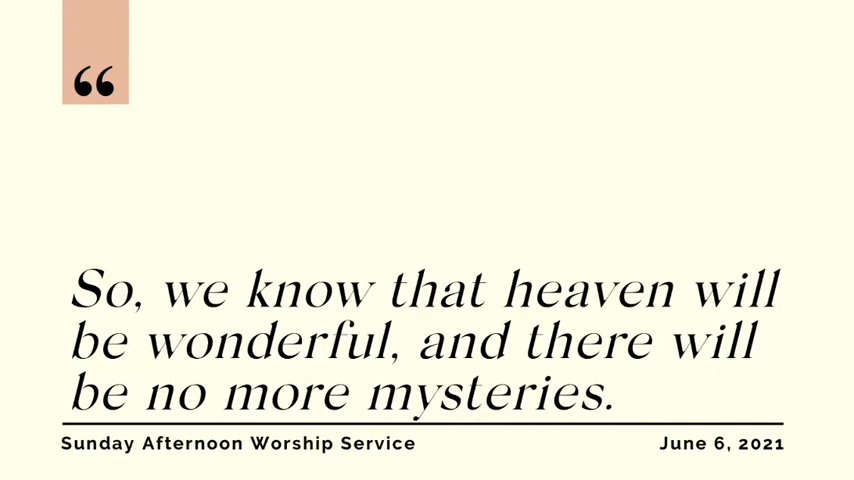 “
So, we know that heaven will
be wonderful, and there will
be no more mysteries.
Sunday Afternoon Worship Service
June 6, 2021